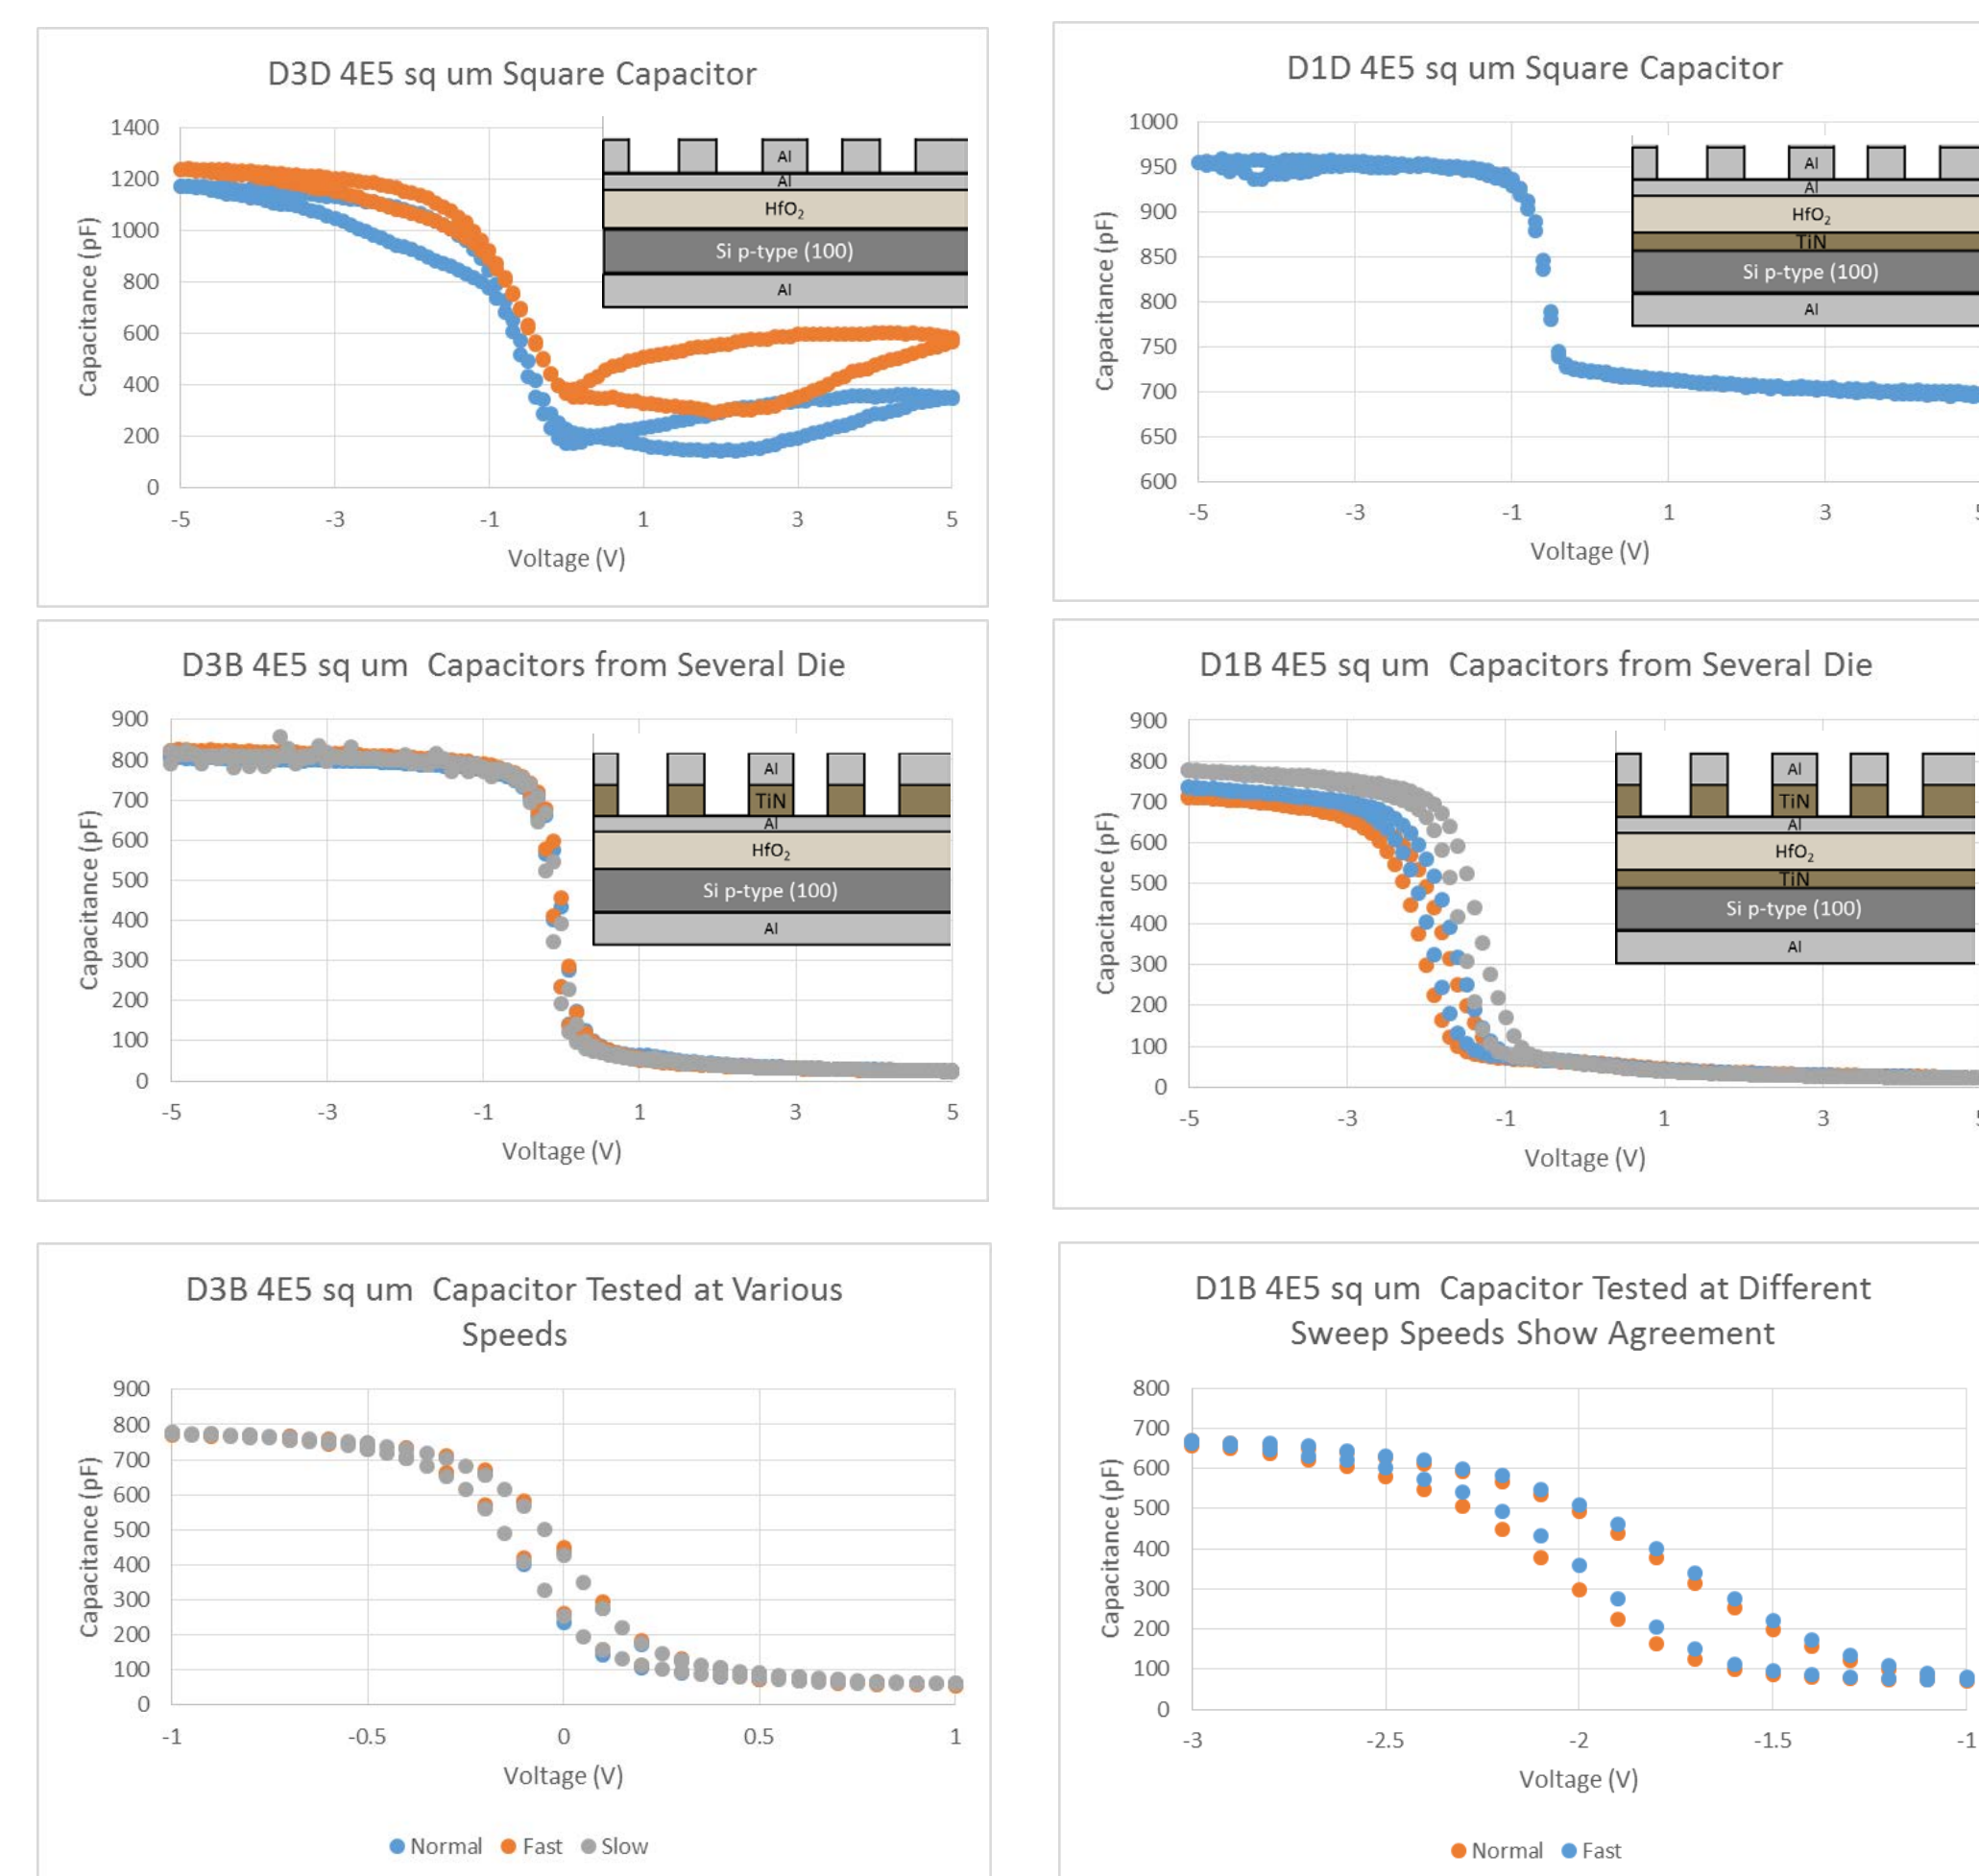 D3D 4E5 sq um Square Capacitor
1400
1200
1000
800
600
400
200
0
Capacitance (pF)
-5 -3 -1 1 3 5
Voltage (V)
Al
Al
HfO₂
Si p-type (100)
Al
D1D 4E5 sq um Square Capacitor
1000
950
900
850
800
750
700
650
600
Capacitance (pF)
-5 -3 -1 1 3
Voltage (V)
Al
Al
HfO₂
TiN
Si p-type (100)
Al
D3B 4E5 sq um Capacitors from Several Die
900
800
700
600
500
400
300
200
100
0
Capacitance (pF)
-5 -3 -1 1 3 5
Voltage (V)
Al
TiN
Al
HfO₂
Si p-type (100)
Al
D1B 4E5 sq um Capacitors from Several Die
900
800
700
600
500
400
300
200
100
0
Capacitance (pF)
-5 -3 -1 1 3
Voltage (V)
Al
TiN
Al
HfO₂
TiN
Si p-type (100)
Al
D3B 4E5 sq um Capacitor Tested at Various
Speeds
900
800
700
600
500
400
300
200
100
0
Capacitance (pF)
-1 -0.5 0 0.5 1
Voltage (V)
Normal Fast Slow
D1B 4E5 sq um Capacitor Tested at Different
Sweep Speeds Show Agreement
800
700
600
500
400
300
200
100
0
Capacitance (pF)
-3 -2.5 -2 -1.5 -1
Voltage (V)
Normal Fast